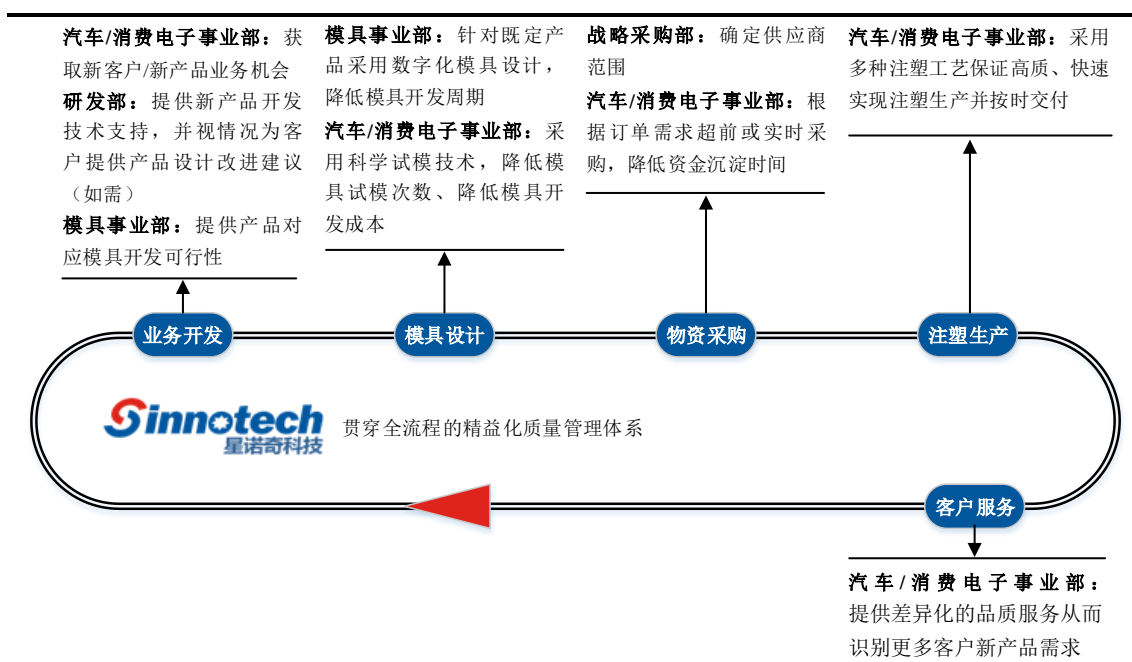 汽车/消费电子事业部：获
取新客户/新产品业务机会
研发部：提供新产品开发
技术支持，并视情况为客
户提供产品设计改进建议
（如需）
模具事业部：提供产品对
应模具开发可行性
模具事业部：针对既定产
品采用数字化模具设计，
降低模具开发周期
汽车/消费电子事业部：采
用科学试模技术，降低模
具试模次数、降低模具开
发成本
战略采购部：确定供应商
范围
汽车/消费电子事业部：根
据订单需求超前或实时采
购，降低资金沉淀时间
汽车/消费电子事业部：采用
多种注塑工艺保证高质、快速
实现注塑生产并按时交付
业务开发
模具设计
物资采购
注塑生产
Sinnotech
星诺奇科技
贯穿全流程的精益化质量管理体系
客户服务
汽车/消费电子事业部：
提供差异化的品质服务从而
识别更多客户新产品需求